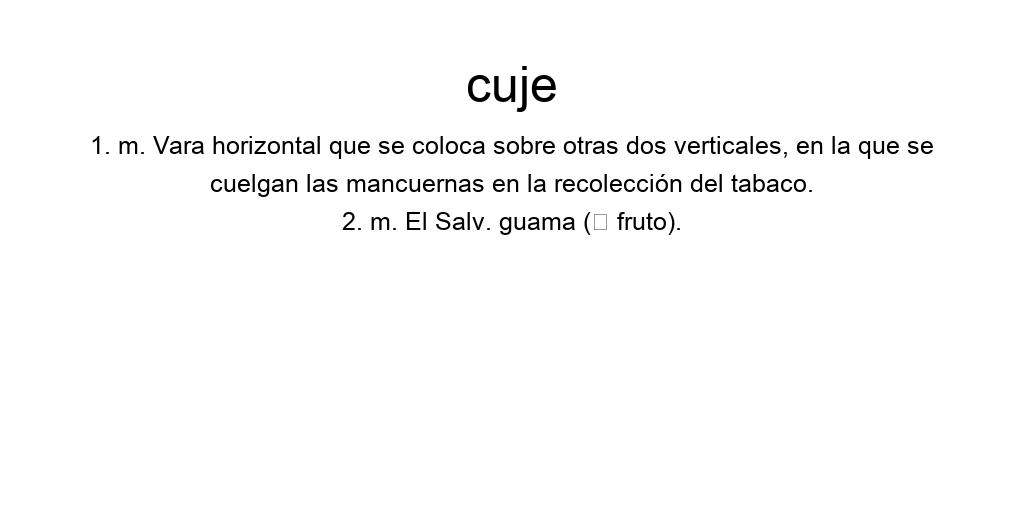 cuje
1. m. Vara horizontal que se coloca sobre otras dos verticales, en la que se
cuelgan las mancuernas en la recolección del tabaco.
2. m. El Salv. guama (□ fruto).